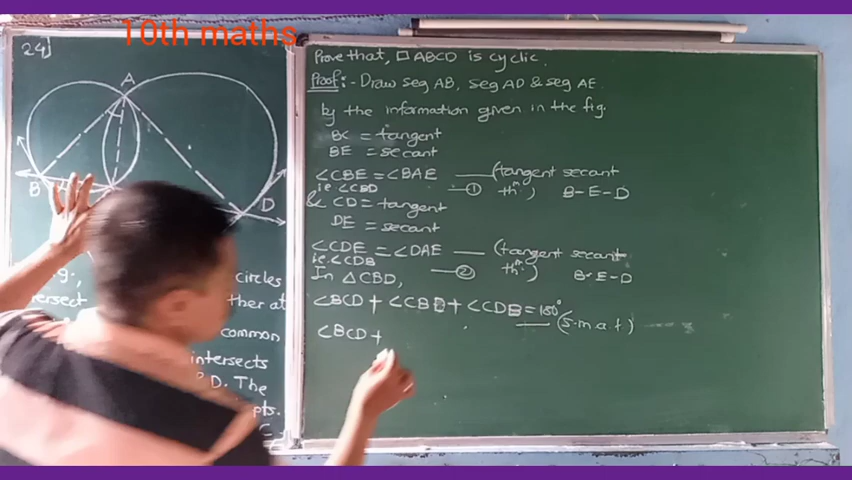 10th maths
24]
A
B
D
circles
intersect
ther at
common
intersects
D. The
pts.
Prove that, □ABCD is cyclic.
Proof:- Draw seg AB, seg AD & seg AE.
by the information given in the fig.
BC = tangent
BE = secant
∠CBE = ∠BAE —— (tangent secant
ie.∠CBD —— ① thm.) B-E-D
& CD = tangent
DE = secant
∠CDE = ∠DAE —— (tangent secant
ie.∠CDB —— ② thm.) B-E-D
In △CBD,
∠BCD + ∠CBD + ∠CDB = 180°
—— (S.m.a.t)
∠BCD +